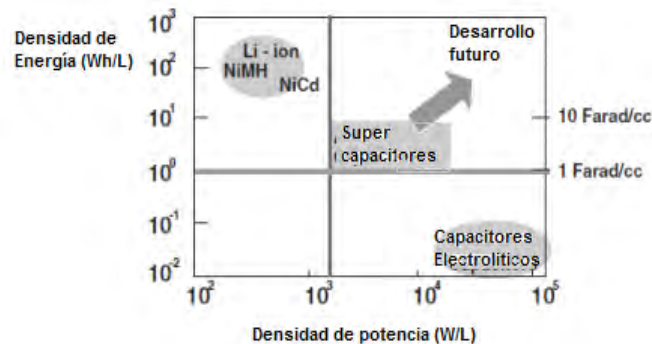 Densidad de
Energía (Wh/L)
10³
10²
10¹
10⁰
10⁻¹
10⁻²
Li - ion
NiMH
NiCd
Desarrollo
futuro
Super
capacitores
10 Farad/cc
1 Farad/cc
Capacitores
Electroliticos
10²
10³
10⁴
10⁵
Densidad de potencia (W/L)